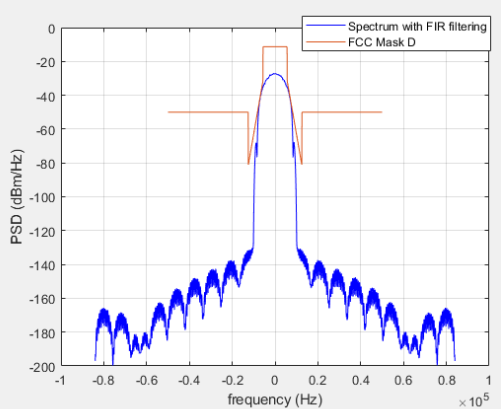 Spectrum with FIR filtering
FCC Mask D
PSD (dBm/Hz)
0
-20
-40
-60
-80
-100
-120
-140
-160
-180
-200
-1 -0.8 -0.6 -0.4 -0.2 0 0.2 0.4 0.6 0.8 1
frequency (Hz)
× 10⁵